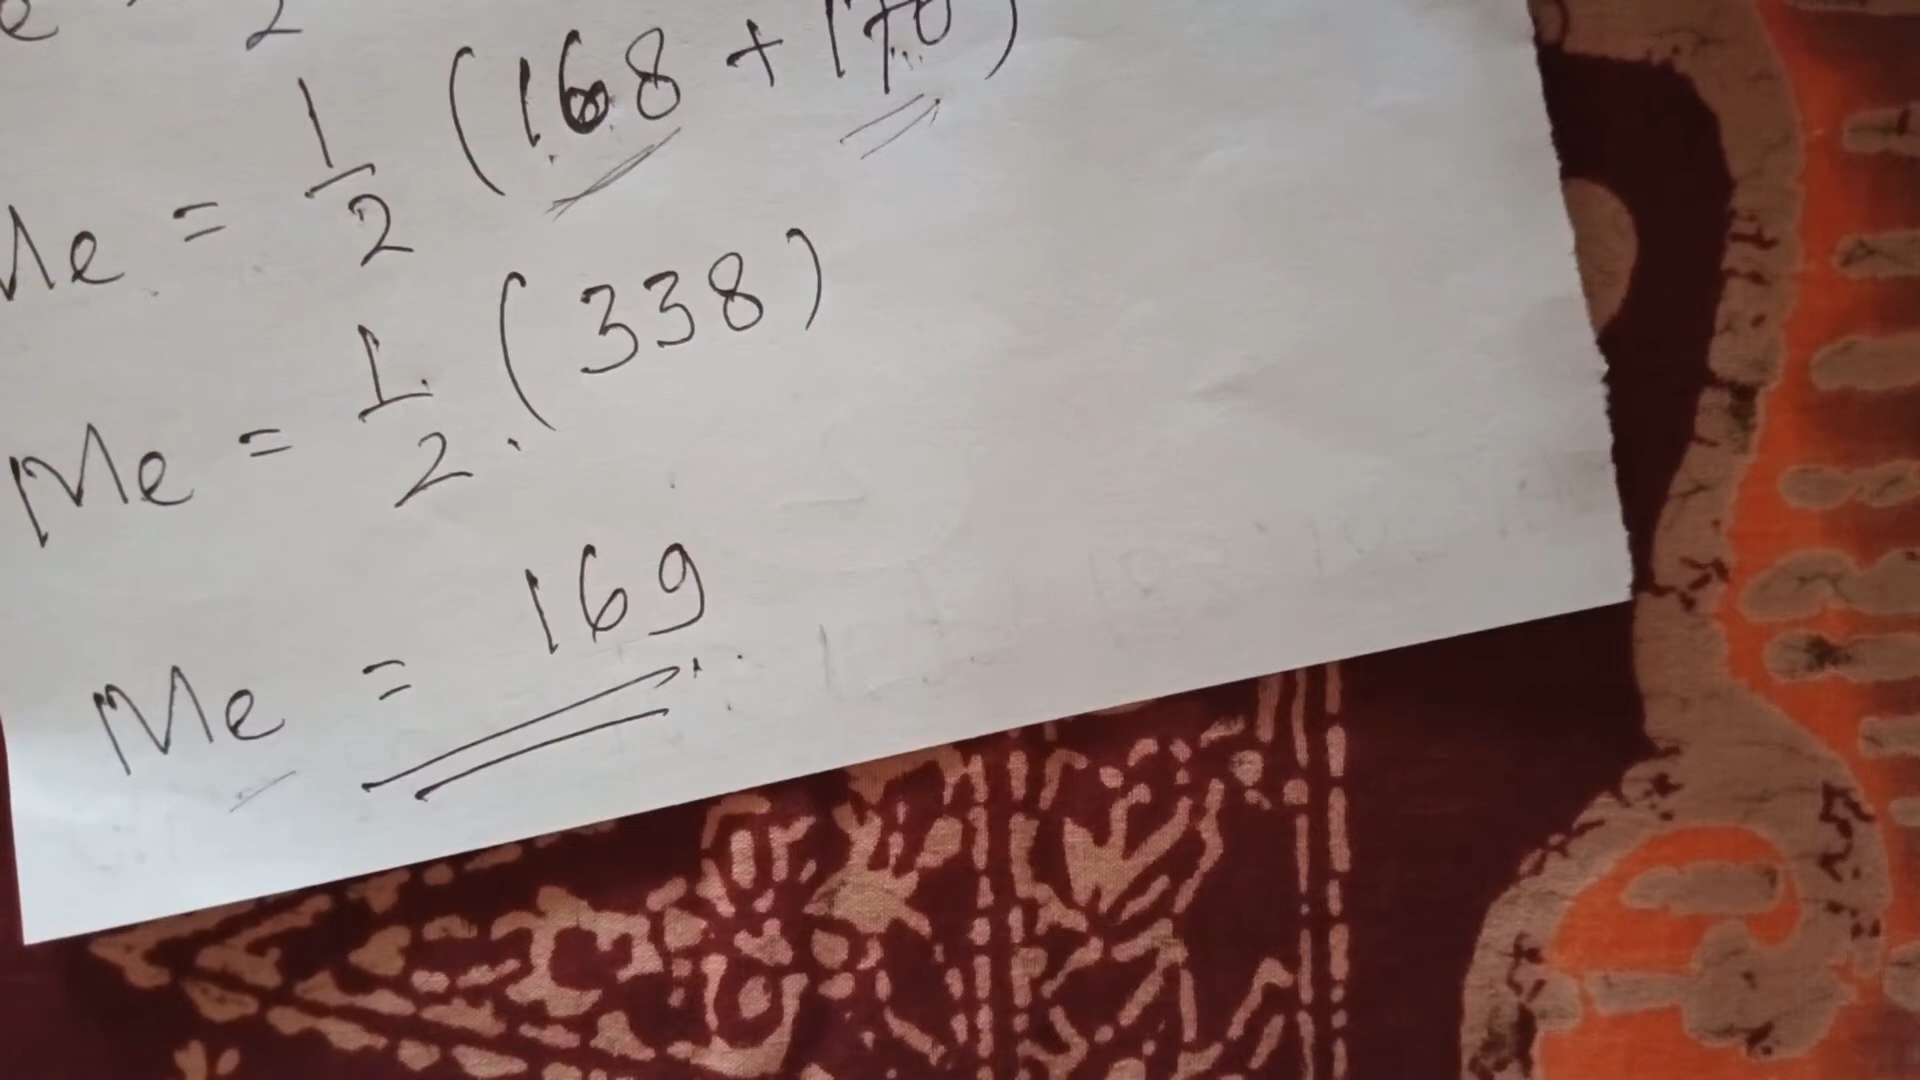 Me = 1/2 (168 + 170)
Me = 1/2 (338)
Me = 169